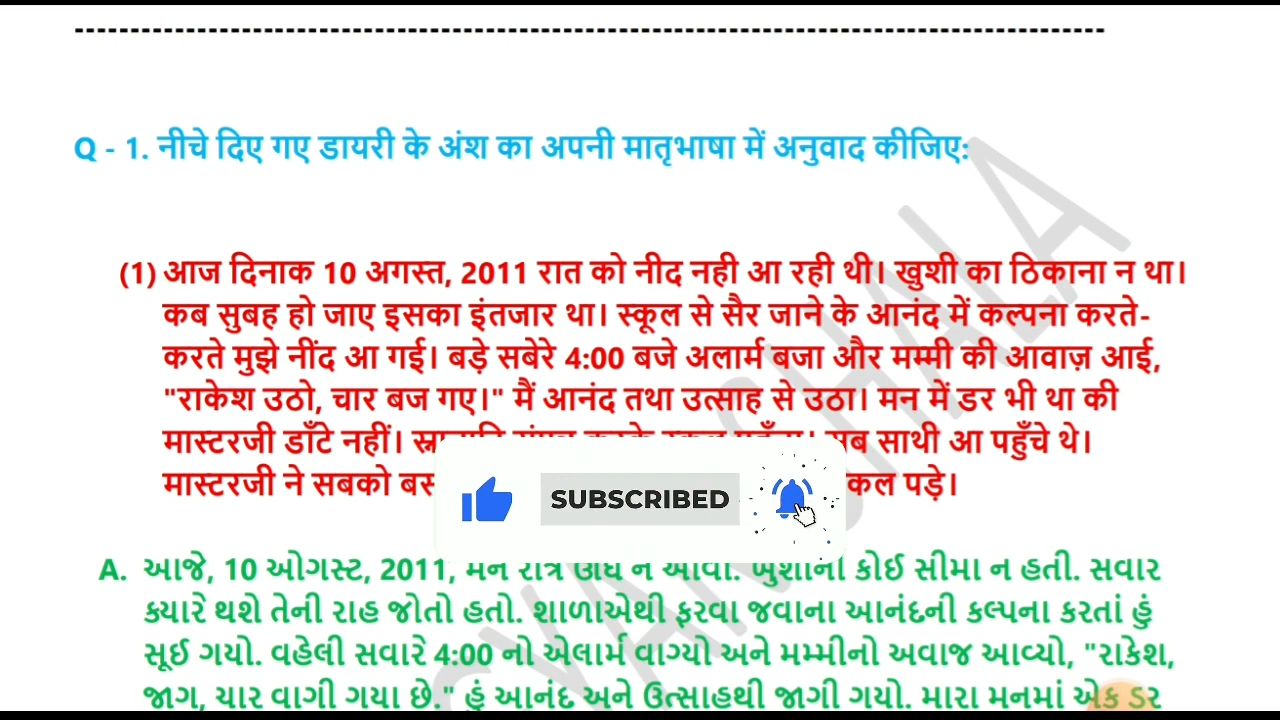 Q - 1. नीचे दिए गए डायरी के अंश का अपनी मातृभाषा में अनुवाद कीजिए:
(1) आज दिनाक 10 अगस्त, 2011 रात को नीद नही आ रही थी। खुशी का ठिकाना न था।
कब सुबह हो जाए इसका इंतजार था। स्कूल से सैर जाने के आनंद में कल्पना करते-
करते मुझे नींद आ गई। बड़े सबेरे 4:00 बजे अलार्म बजा और मम्मी की आवाज़ आई,
"राकेश उठो, चार बज गए।" मैं आनंद तथा उत्साह से उठा। मन में डर भी था की
मास्टरजी डाँटे नहीं। साथी आ पहुँचे थे।
मास्टरजी ने सबको पड़े।
SUBSCRIBED
A. આજે, 10 ઓગસ્ટ, 2011, કોઈ સીમા ન હતી. સવાર
ક્યારે થશે તેની રાહ જોતો હતો. શાળાએથી ફરવા જવાના આનંદની કલ્પના કરતાં હું
સૂઈ ગયો. વહેલી સવારે 4:00 નો એલાર્મ વાગ્યો અને મમ્મીનો અવાજ આવ્યો, "રાકેશ,
જાગ, ચાર વાગી ગયા છે." હું આનંદ અને ઉત્સાહથી જાગી ગયો. મારા મનમાં એક ડર